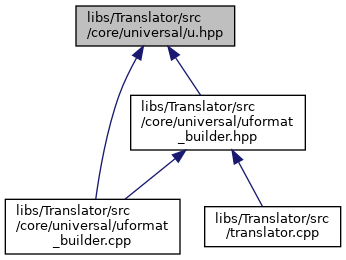 libs/Translator/src
/core/universal/u.hpp
libs/Translator/src
/core/universal/uformat
_builder.hpp
libs/Translator/src
/core/universal/uformat
_builder.cpp
libs/Translator/src
/translator.cpp